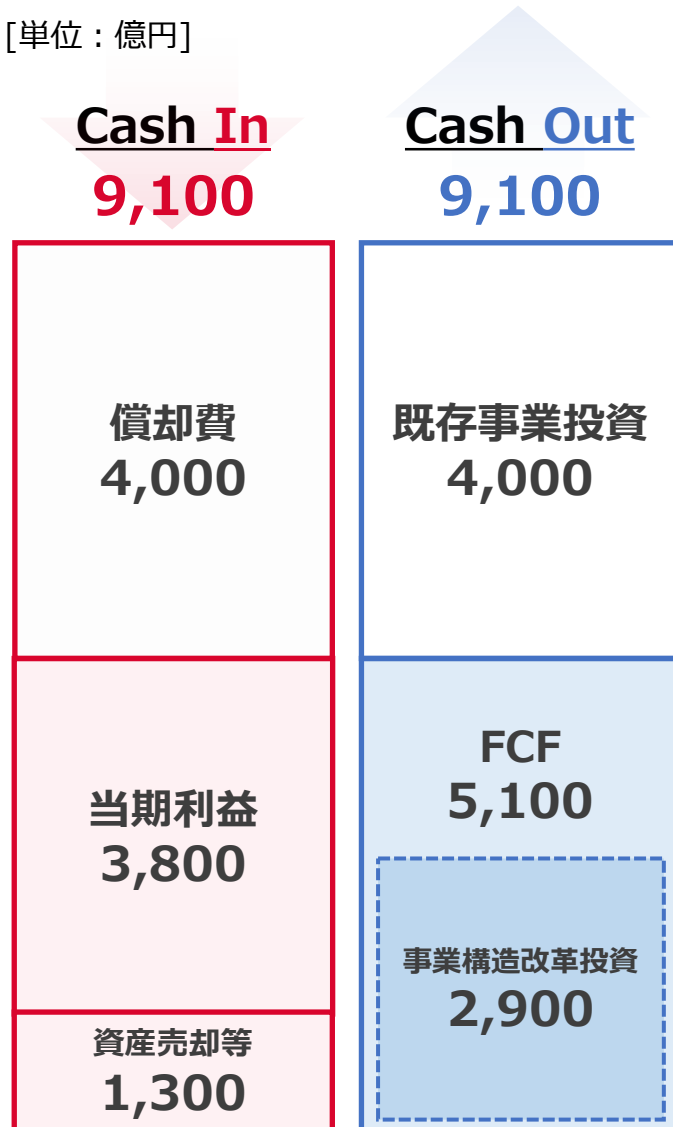 [単位：億円]
Cash In
9,100
償却費
4,000
当期利益
3,800
資産売却等
1,300
Cash Out
9,100
既存事業投資
4,000
FCF
5,100
事業構造改革投資
2,900